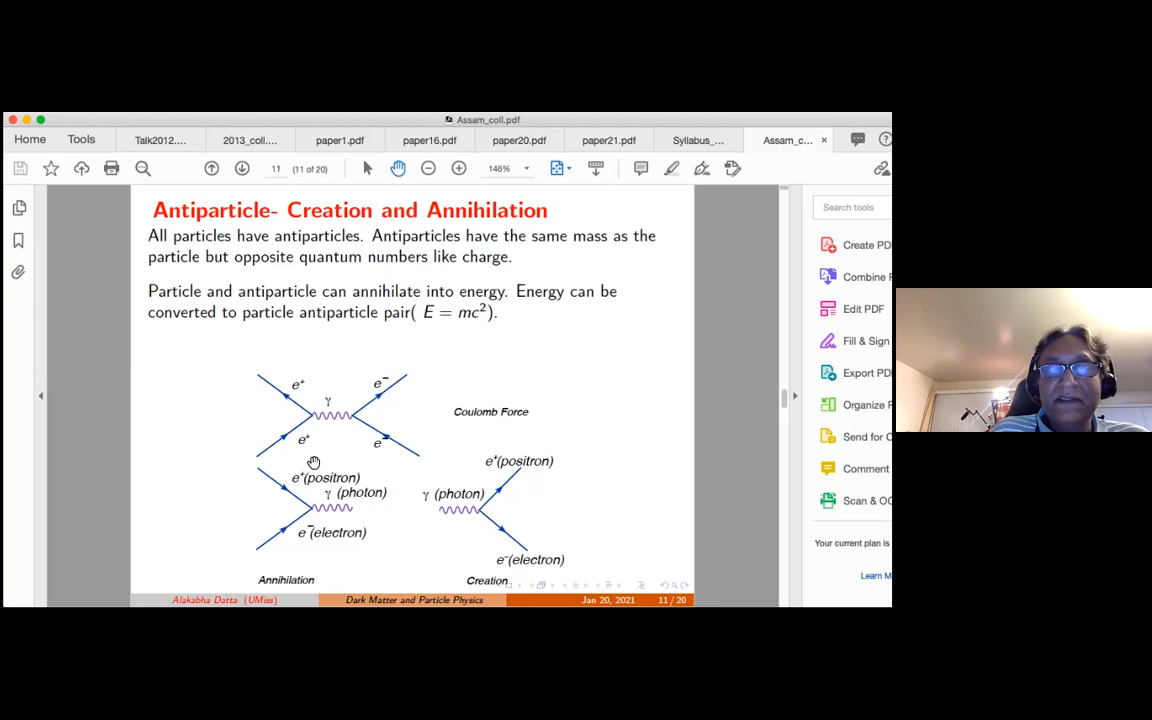 Assam_coll.pdf
Home Tools Talk2012.... 2013_coll.... paper1.pdf paper16.pdf paper20.pdf paper21.pdf Syllabus_... Assam_c... ×
11 (11 of 20) 146%
Antiparticle- Creation and Annihilation
All particles have antiparticles. Antiparticles have the same mass as the
particle but opposite quantum numbers like charge.
Particle and antiparticle can annihilate into energy. Energy can be
converted to particle antiparticle pair( E = mc²).
e⁺ e⁻
γ
Coulomb Force
e⁺ e⁻
e⁺(positron)
γ (photon)
e⁻(electron)
Annihilation
e⁺(positron)
γ (photon)
e⁻(electron)
Creation
Alakabha Datta (UMiss) Dark Matter and Particle Physics Jan 20, 2021 11 / 20
Search tools
Create PD
Combine F
Edit PDF
Fill & Sign
Export PD
Organize P
Send for C
Comment
Scan & OC
Your current plan is
Learn M